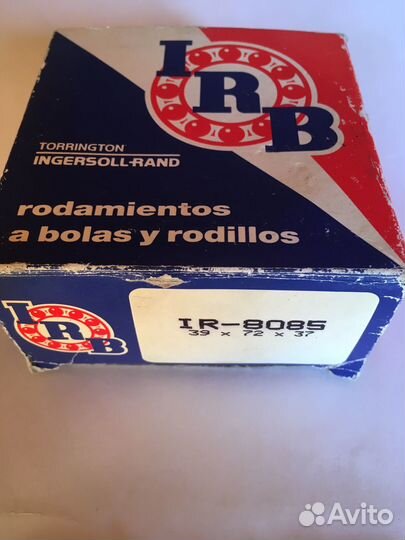 IRB
TORRINGTON
INGERSOLL-RAND
rodamientos
a bolas y rodillos
IRB
IR-8085
39 x 72 x 37
Avito